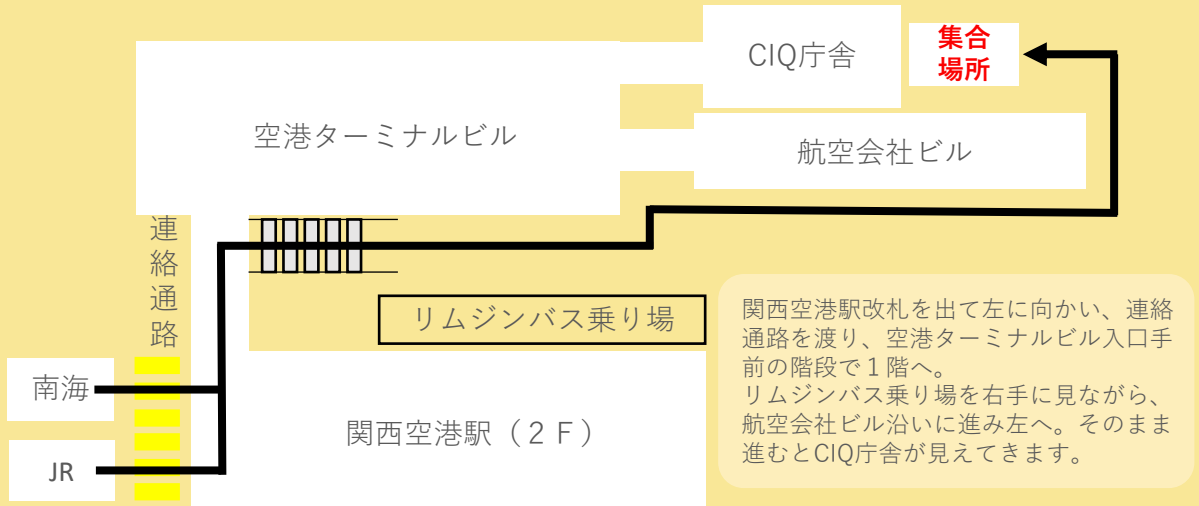 CIQ庁舎
集合
場所
空港ターミナルビル
航空会社ビル
連絡通路
リムジンバス乗り場
南海
JR
関西空港駅（２Ｆ）
関西空港駅改札を出て左に向かい、連絡
通路を渡り、空港ターミナルビル入口手
前の階段で１階へ。
リムジンバス乗り場を右手に見ながら、
航空会社ビル沿いに進み左へ。そのまま
進むとCIQ庁舎が見えてきます。